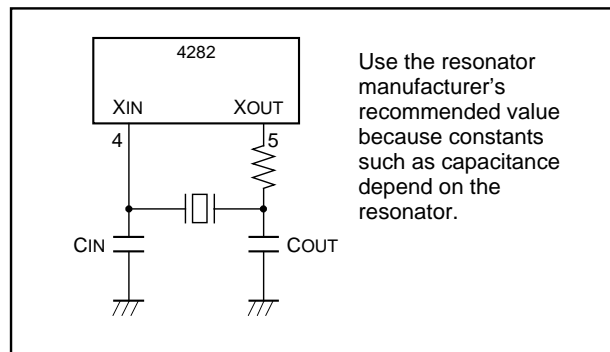 4282
XIN
XOUT
4
5
CIN
COUT
Use the resonator
manufacturer's
recommended value
because constants
such as capacitance
depend on the
resonator.